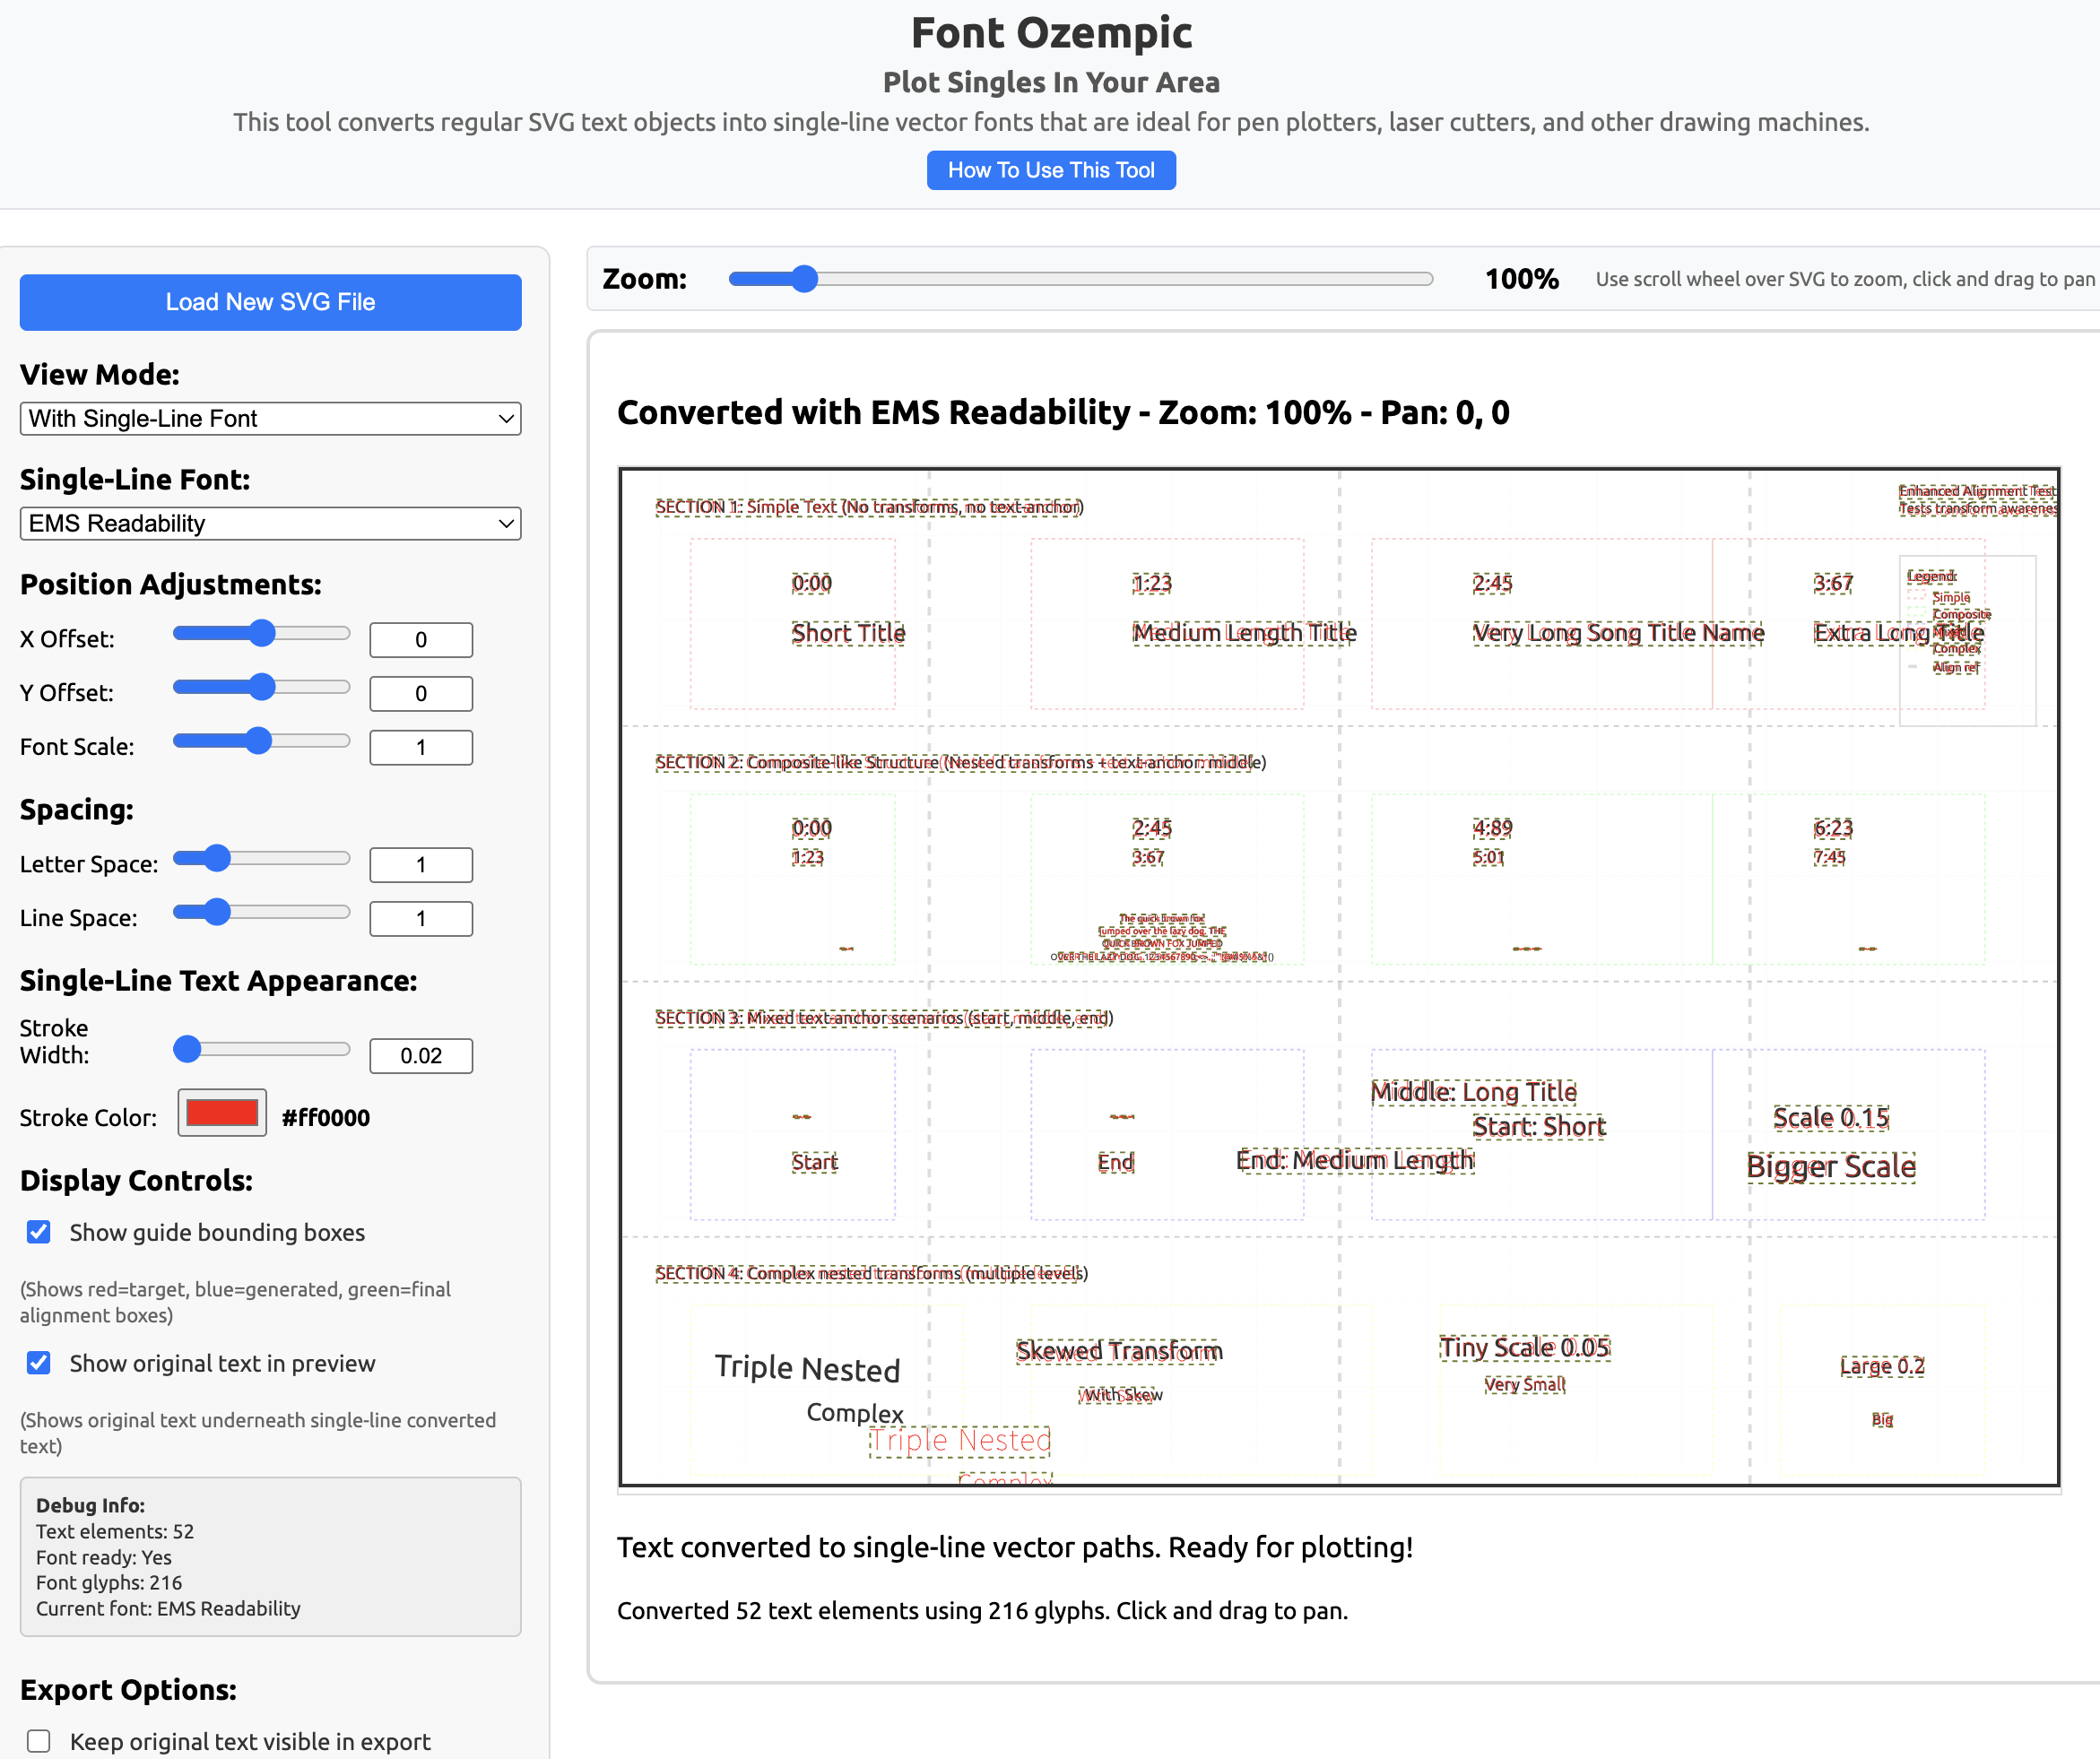 Font Ozempic
Plot Singles In Your Area
This tool converts regular SVG text objects into single-line vector fonts that are ideal for pen plotters, laser cutters, and other drawing machines.
How To Use This Tool
Load New SVG File
View Mode:
With Single-Line Font
Single-Line Font:
EMS Readability
Position Adjustments:
X Offset: 0
Y Offset: 0
Font Scale: 1
Spacing:
Letter Space: 1
Line Space: 1
Single-Line Text Appearance:
Stroke
Width: 0.02
Stroke Color: #ff0000
Display Controls:
Show guide bounding boxes
(Shows red=target, blue=generated, green=final
alignment boxes)
Show original text in preview
(Shows original text underneath single-line converted
text)
Debug Info:
Text elements: 52
Font ready: Yes
Font glyphs: 216
Current font: EMS Readability
Export Options:
Keep original text visible in export
Zoom: 100% Use scroll wheel over SVG to zoom, click and drag to pan
Converted with EMS Readability - Zoom: 100% - Pan: 0, 0
SECTION 1: Simple Text (No transforms, no text-anchor)
Enhanced Alignment Test
Tests transform awarenes
0:00 1:23 2:45 3:67
Short Title Medium Length Title Very Long Song Title Name Extra Long Title
Legend:
Simple
Composite
Mixed
Complex
Align ref
SECTION 2: Composite-like Structure (Nested transforms + text-anchor: middle)
0:00 2:45 4:89 6:23
1:23 3:67 5:01 7:45
The quick brown fox
jumped over the lazy dog. THE
QUICK BROWN FOX JUMPED
OVER THE LAZY DOG. 1234567890
SECTION 3: Mixed text-anchor scenarios (start, middle, end)
Middle: Long Title
Start: Short
Scale 0.15
Start End End: Medium Length Bigger Scale
SECTION 4: Complex nested transforms (multiple levels)
Triple Nested Skewed Transform Tiny Scale 0.05 Large 0.2
Complex With Skew Very Small Big
Triple Nested
Complex
Text converted to single-line vector paths. Ready for plotting!
Converted 52 text elements using 216 glyphs. Click and drag to pan.